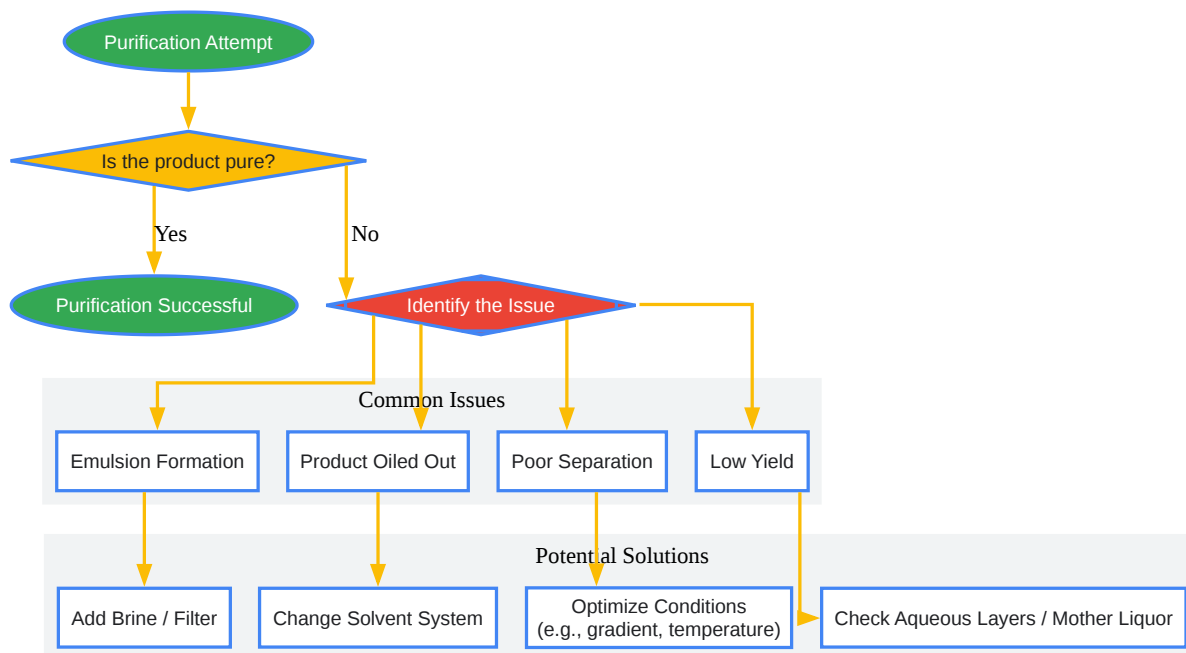 Purification Attempt
Is the product pure?
Yes
No
Purification Successful
Identify the Issue
Common Issues
Emulsion Formation
Product Oiled Out
Poor Separation
Low Yield
Potential Solutions
Add Brine / Filter
Change Solvent System
Optimize Conditions
(e.g., gradient, temperature)
Check Aqueous Layers / Mother Liquor